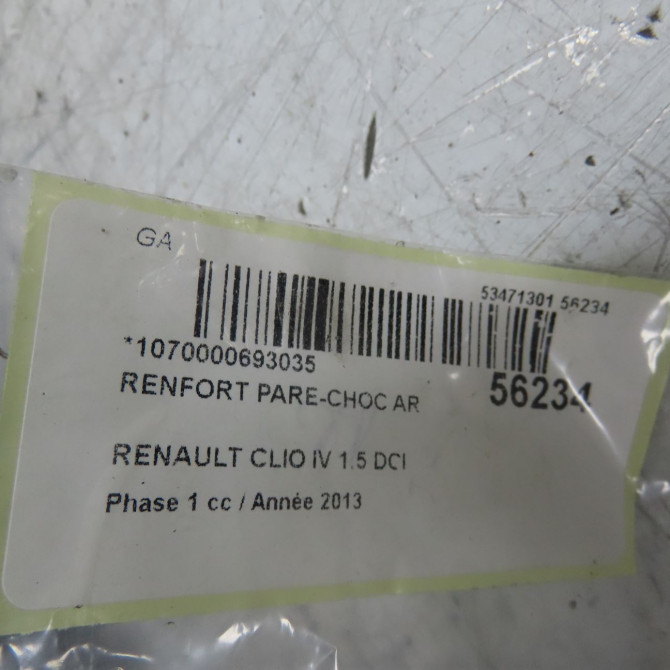 GA
53471301 56234
*1070000693035
RENFORT PARE-CHOC AR 56234
RENAULT CLIO IV 1.5 DCI
Phase 1 cc / Année 2013